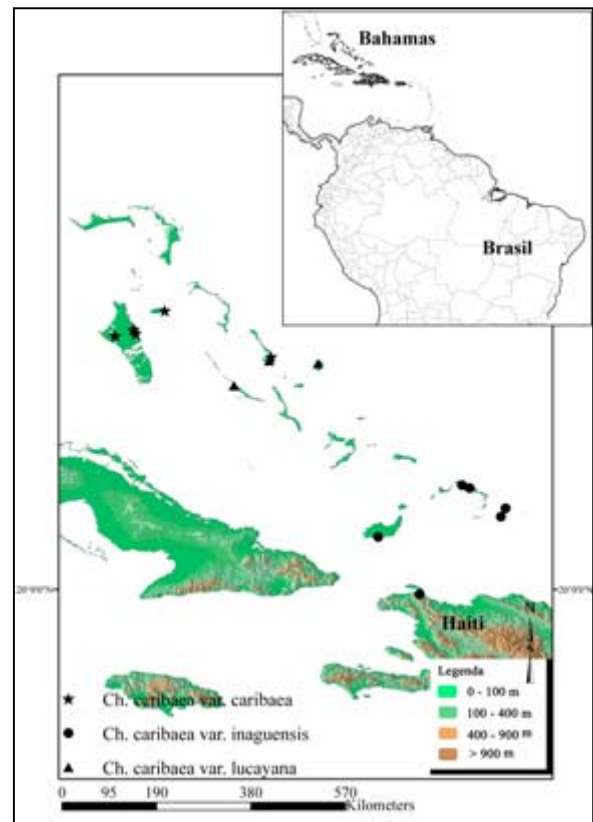 Bahamas
Brasil
20°0'0"N
20°0'0"N
Haiti
N
Legenda
0 - 100 m
100 - 400 m
400 - 900 m
> 900 m
Ch. caribaea var. caribaea
Ch. caribaea var. inaguensis
Ch. caribaea var. lucayana
0 95 190 380 570
Kilometers